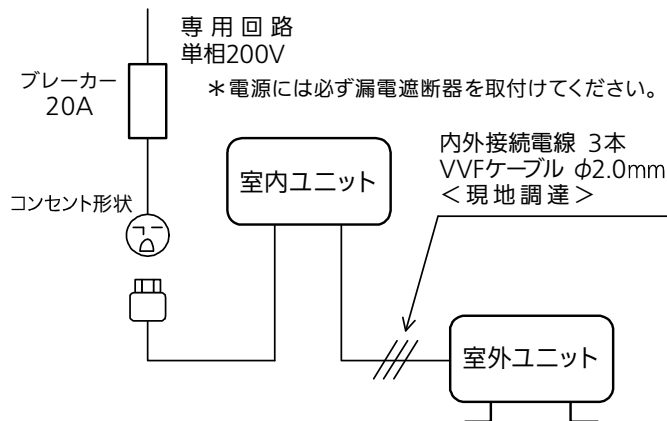 専用回路
単相200V
ブレーカー
20A
＊電源には必ず漏電遮断器を取付けてください。
内外接続電線 3本
VVFケーブル φ2.0mm
＜現地調達＞
室内ユニット
コンセント形状
室外ユニット